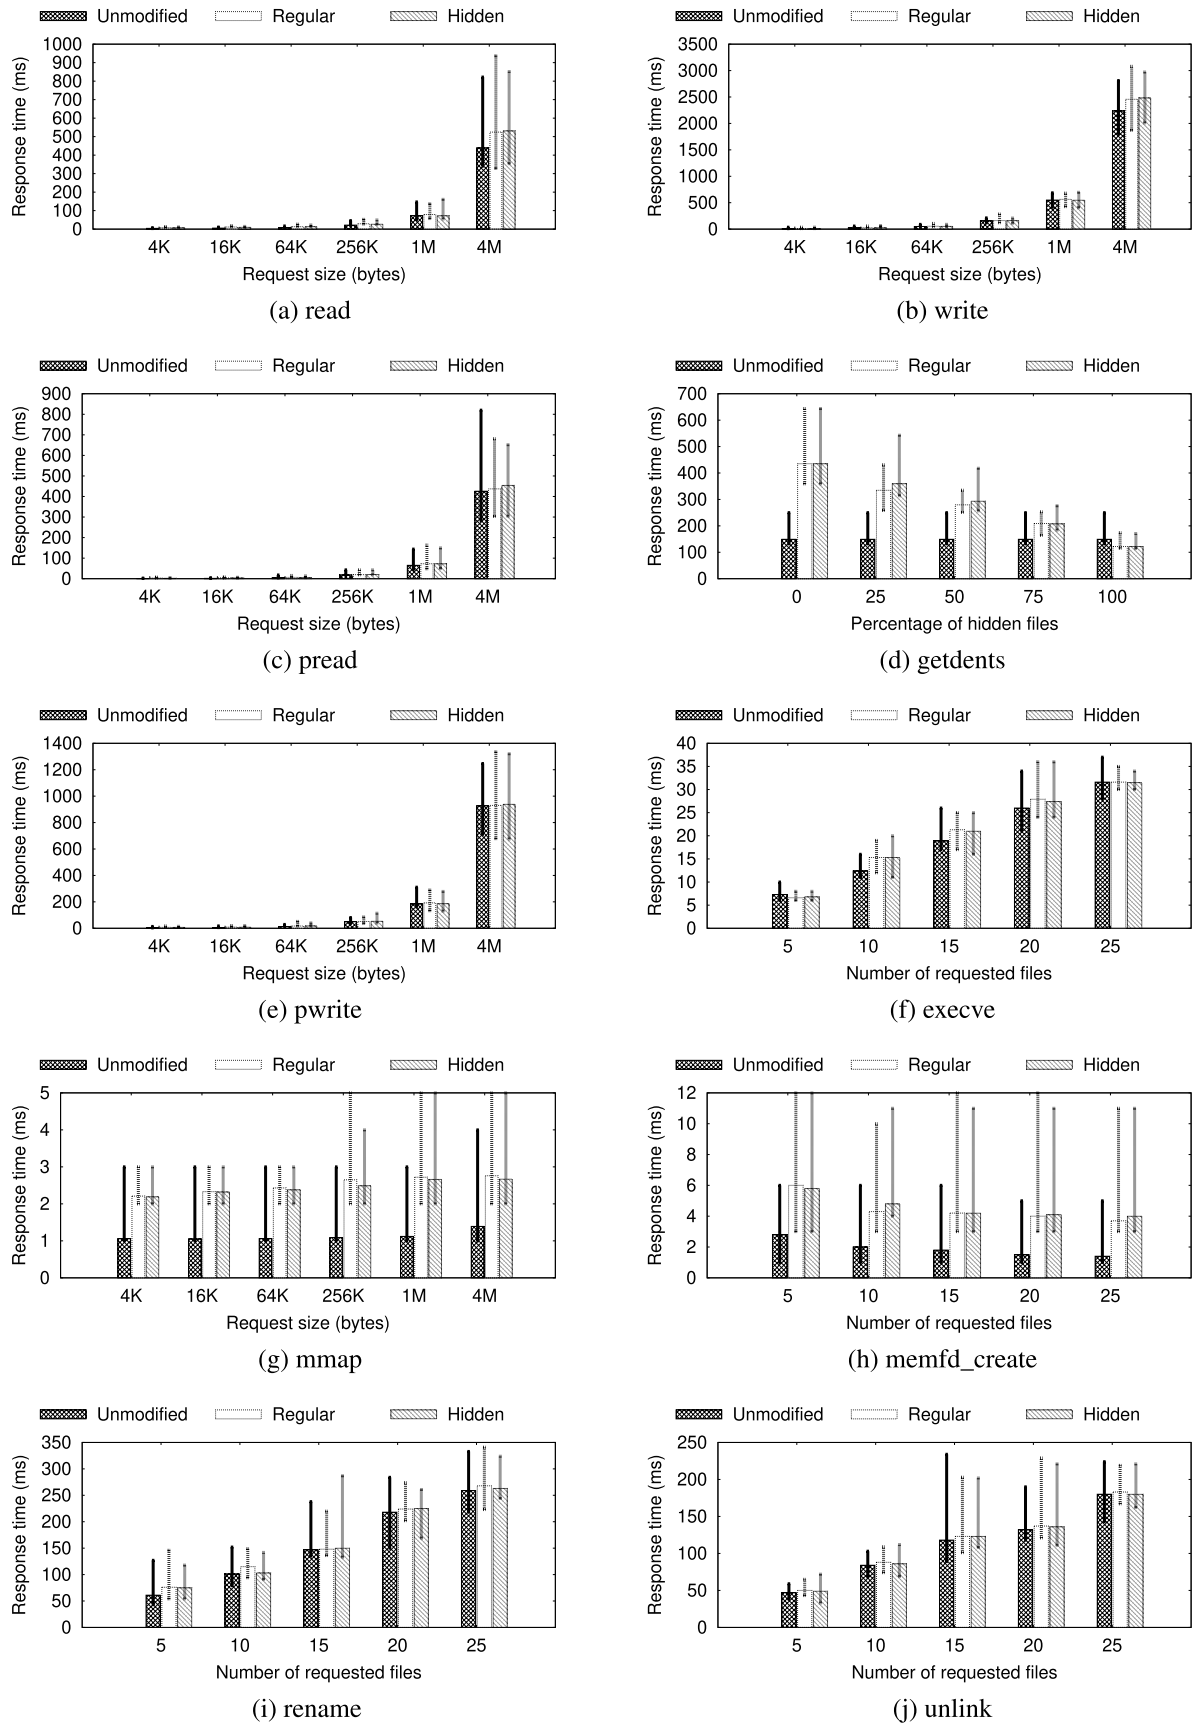 Unmodified Regular Hidden
1000
900
800
700
600
500
400
300
200
100
0
Response time (ms)
4K 16K 64K 256K 1M 4M
Request size (bytes)
(a) read
Unmodified Regular Hidden
3500
3000
2500
2000
1500
1000
500
0
Response time (ms)
4K 16K 64K 256K 1M 4M
Request size (bytes)
(b) write
Unmodified Regular Hidden
900
800
700
600
500
400
300
200
100
0
Response time (ms)
4K 16K 64K 256K 1M 4M
Request size (bytes)
(c) pread
Unmodified Regular Hidden
700
600
500
400
300
200
100
0
Response time (ms)
0 25 50 75 100
Percentage of hidden files
(d) getdents
Unmodified Regular Hidden
1400
1200
1000
800
600
400
200
0
Response time (ms)
4K 16K 64K 256K 1M 4M
Request size (bytes)
(e) pwrite
Unmodified Regular Hidden
40
35
30
25
20
15
10
5
0
Response time (ms)
5 10 15 20 25
Number of requested files
(f) execve
Unmodified Regular Hidden
5
4
3
2
1
0
Response time (ms)
4K 16K 64K 256K 1M 4M
Request size (bytes)
(g) mmap
Unmodified Regular Hidden
12
10
8
6
4
2
0
Response time (ms)
5 10 15 20 25
Number of requested files
(h) memfd_create
Unmodified Regular Hidden
350
300
250
200
150
100
50
0
Response time (ms)
5 10 15 20 25
Number of requested files
(i) rename
Unmodified Regular Hidden
250
200
150
100
50
0
Response time (ms)
5 10 15 20 25
Number of requested files
(j) unlink